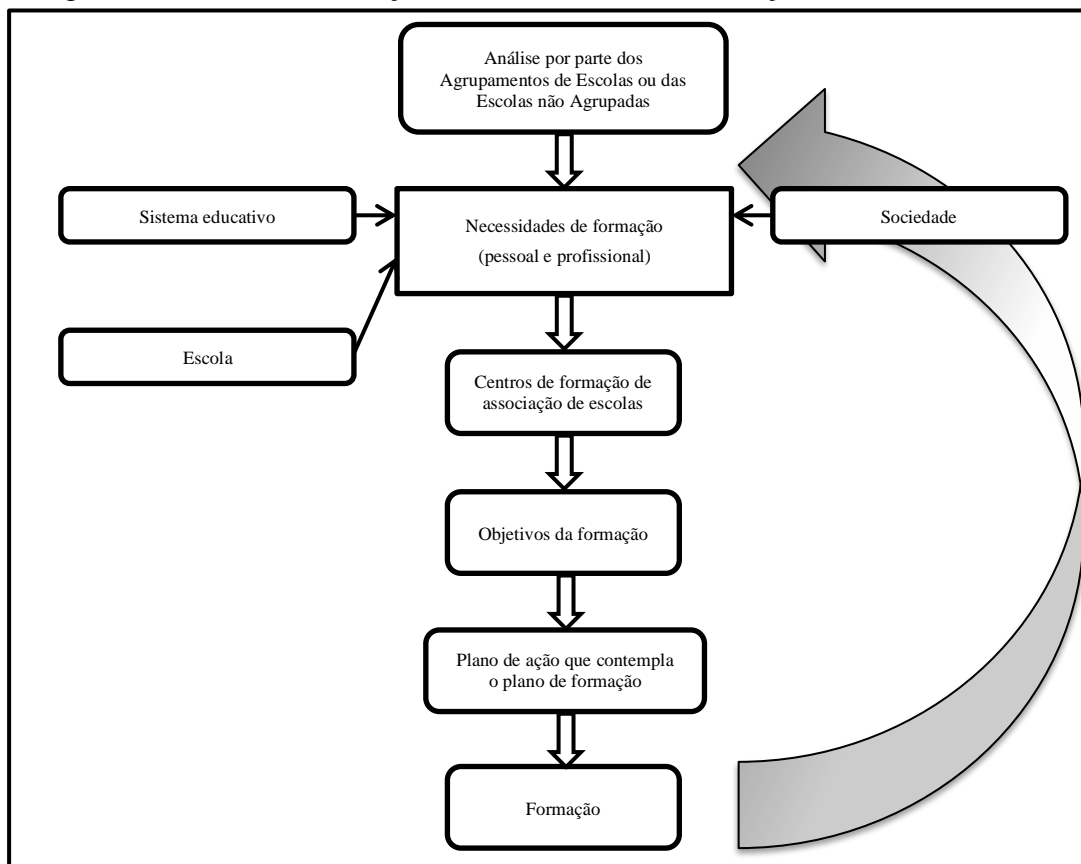 Análise por parte dos
Agrupamentos de Escolas ou das
Escolas não Agrupadas
Sistema educativo
Necessidades de formação
(pessoal e profissional)
Sociedade
Escola
Centros de formação de
associação de escolas
Objetivos da formação
Plano de ação que contempla
o plano de formação
Formação